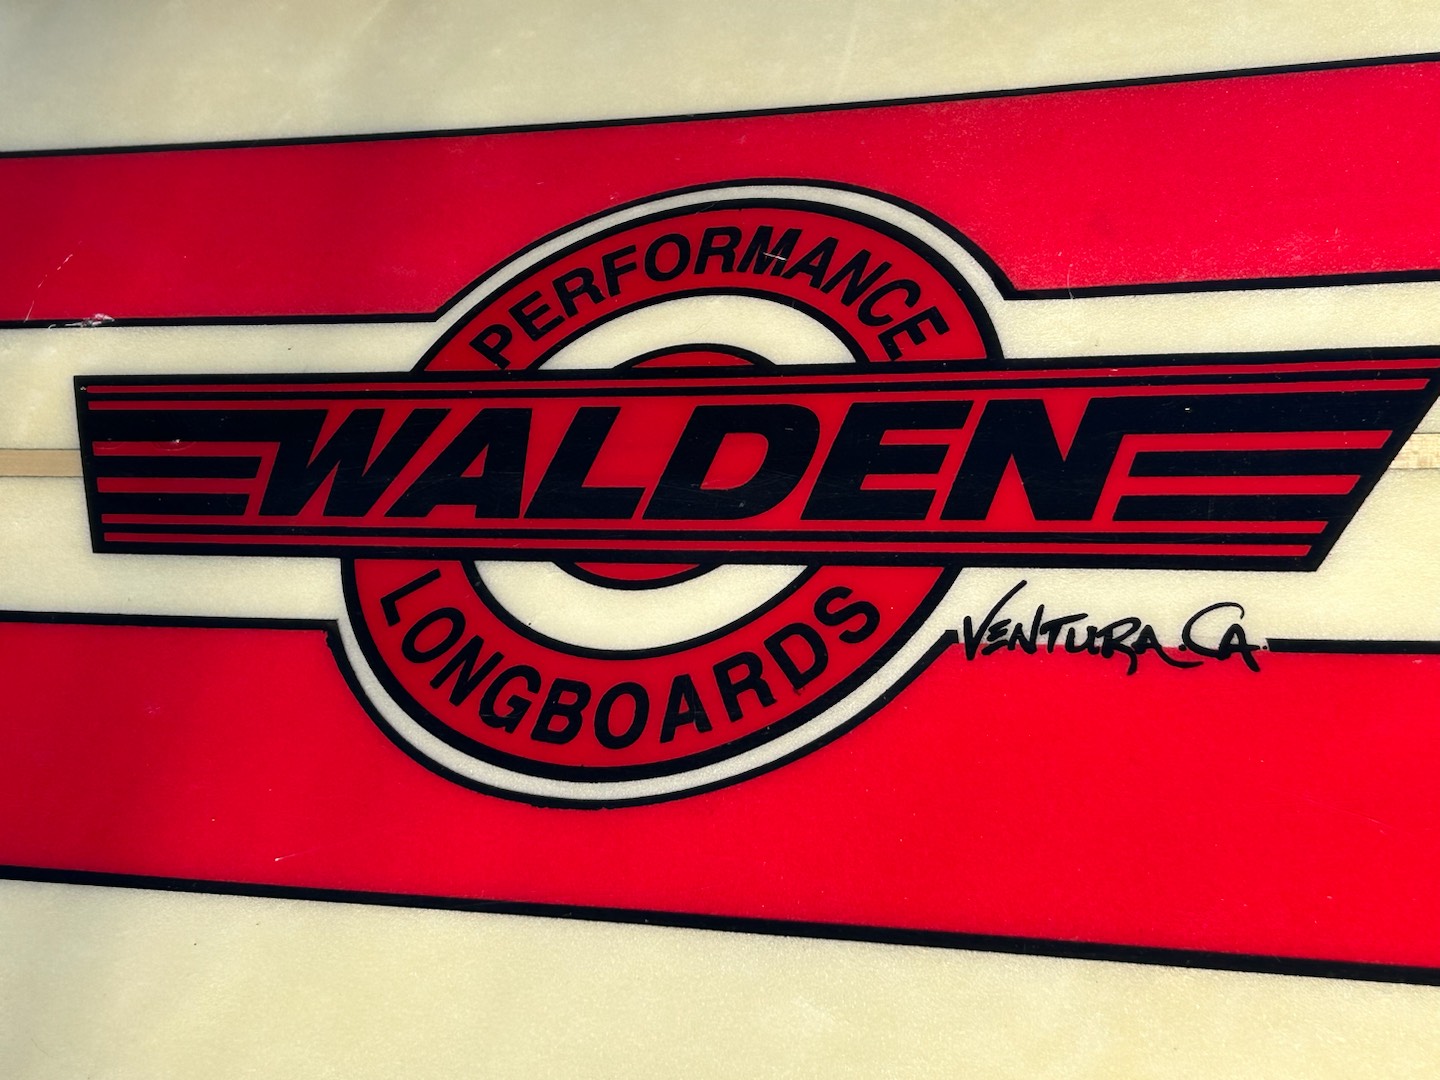 PERFORMANCE
WALDEN
LONGBOARDS
VENTURA. CA.